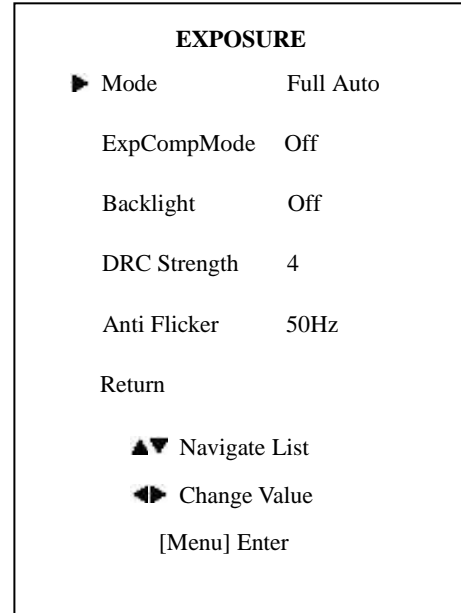 EXPOSURE
Mode Full Auto
ExpCompMode Off
Backlight Off
DRC Strength 4
Anti Flicker 50Hz
Return
Navigate List
Change Value
[Menu] Enter